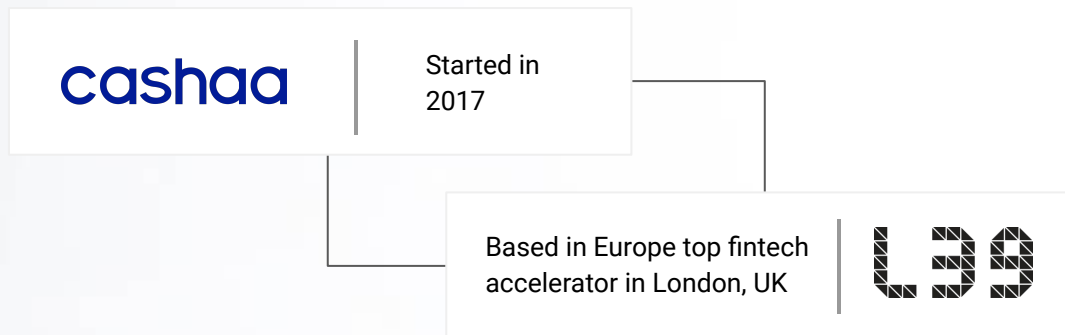 cashaa
Started in
2017
Based in Europe top fintech
accelerator in London, UK
L39